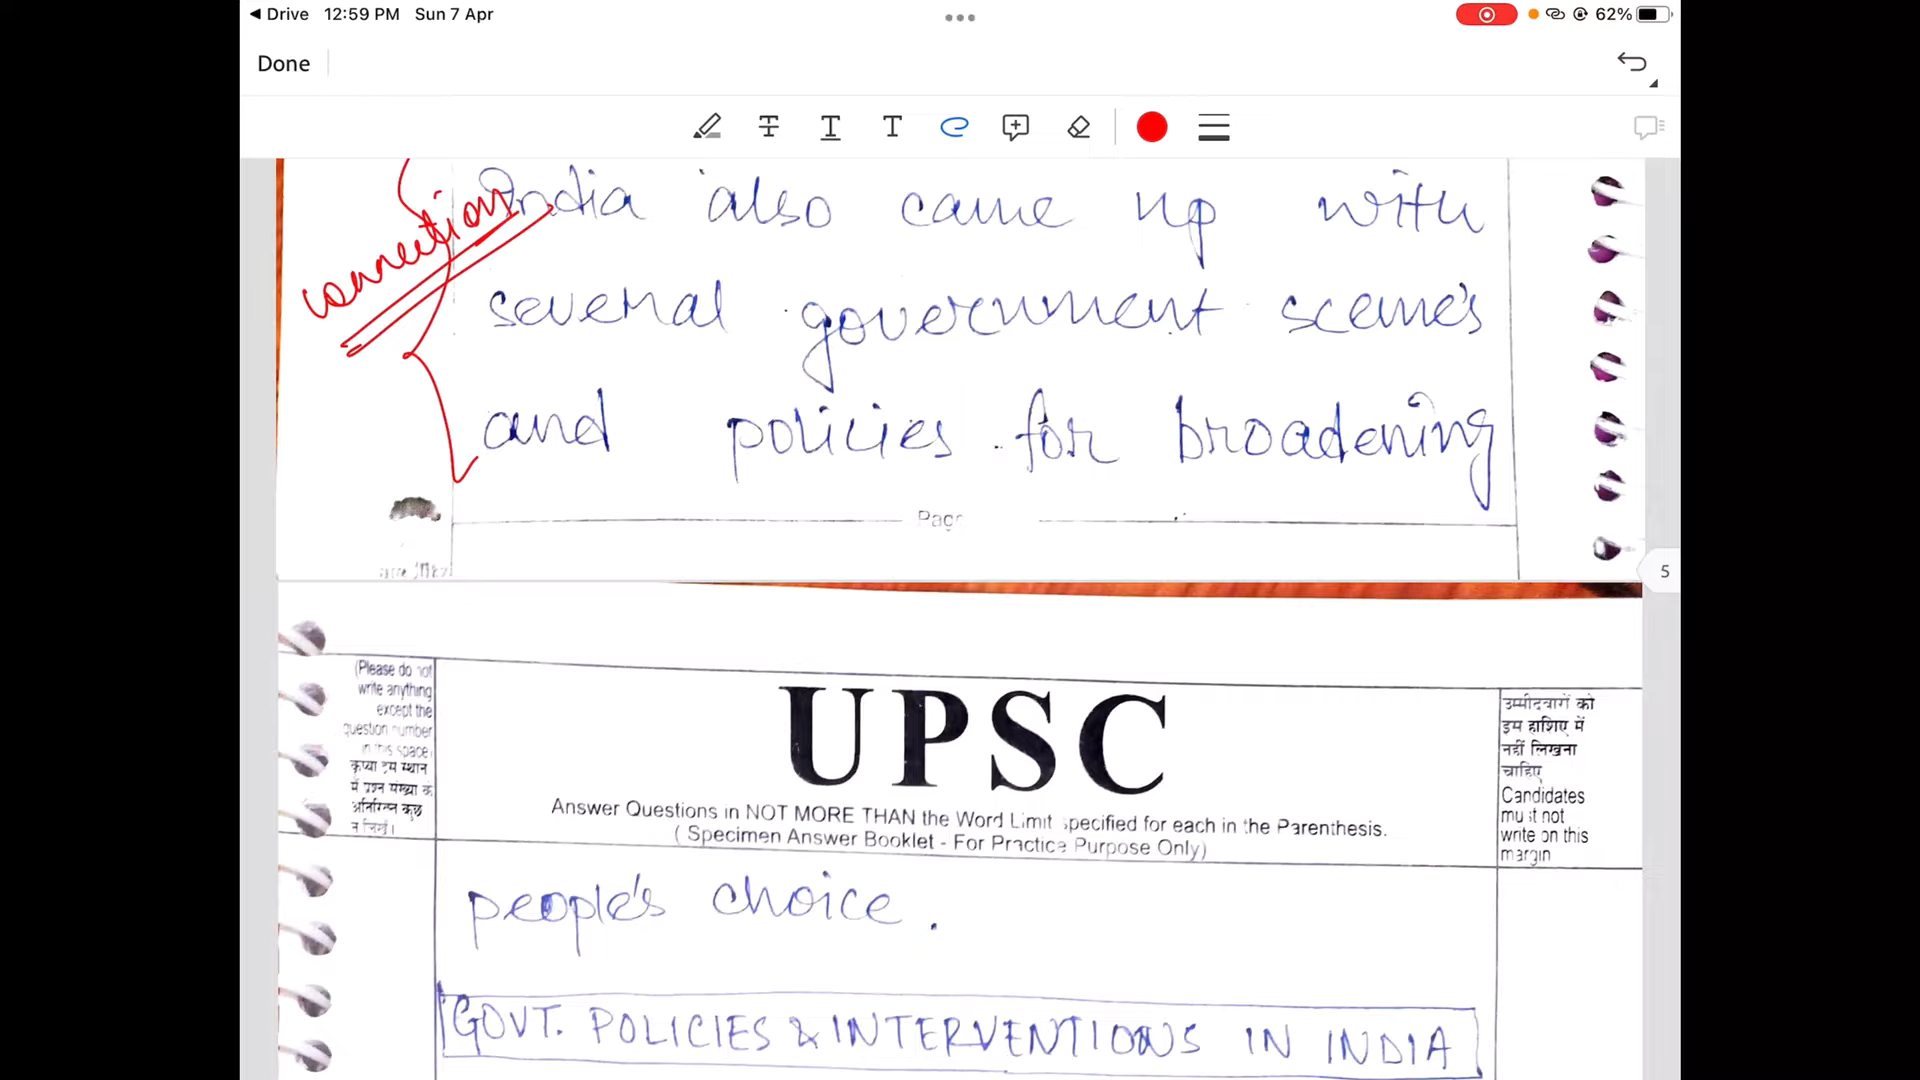 Drive 12:59 PM Sun 7 Apr
62%
Done
T T T
connection
India also came up with
several government sceme's
and policies for broadening
Page
5
(Please do not
write anything
except the
question number
in this space)
कृप्या इस स्थान
में प्रश्न संख्या के
अतिरिक्त कुछ
न लिखें।
UPSC
Answer Questions in NOT MORE THAN the Word Limit specified for each in the Parenthesis.
( Specimen Answer Booklet - For Practice Purpose Only)
उम्मीदवारों को
इस हाशिए में
नहीं लिखना
चाहिए
Candidates
must not
write on this
margin
people's choice.
GOVT. POLICIES & INTERVENTIONS IN INDIA